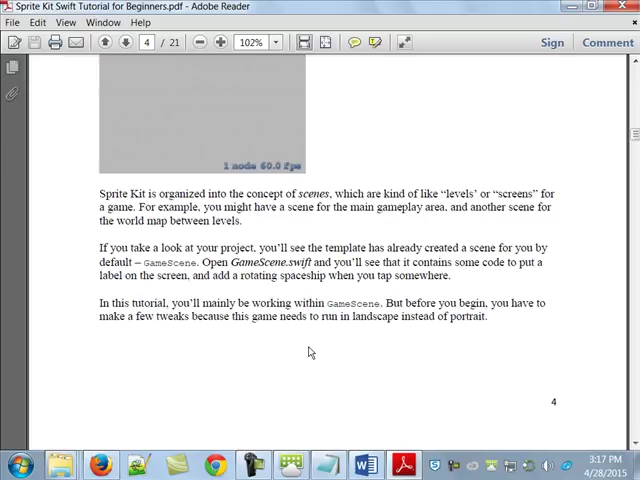 Sprite Kit Swift Tutorial for Beginners.pdf - Adobe Reader
File Edit View Window Help
4 / 21 102% Sign Comment
1 node 60.0 fps
Sprite Kit is organized into the concept of scenes, which are kind of like “levels’ or “screens” for
a game. For example, you might have a scene for the main gameplay area, and another scene for
the world map between levels.
If you take a look at your project, you’ll see the template has already created a scene for you by
default – GameScene. Open GameScene.swift and you’ll see that it contains some code to put a
label on the screen, and add a rotating spaceship when you tap somewhere.
In this tutorial, you’ll mainly be working within GameScene. But before you begin, you have to
make a few tweaks because this game needs to run in landscape instead of portrait.
4
3:17 PM
4/28/2015